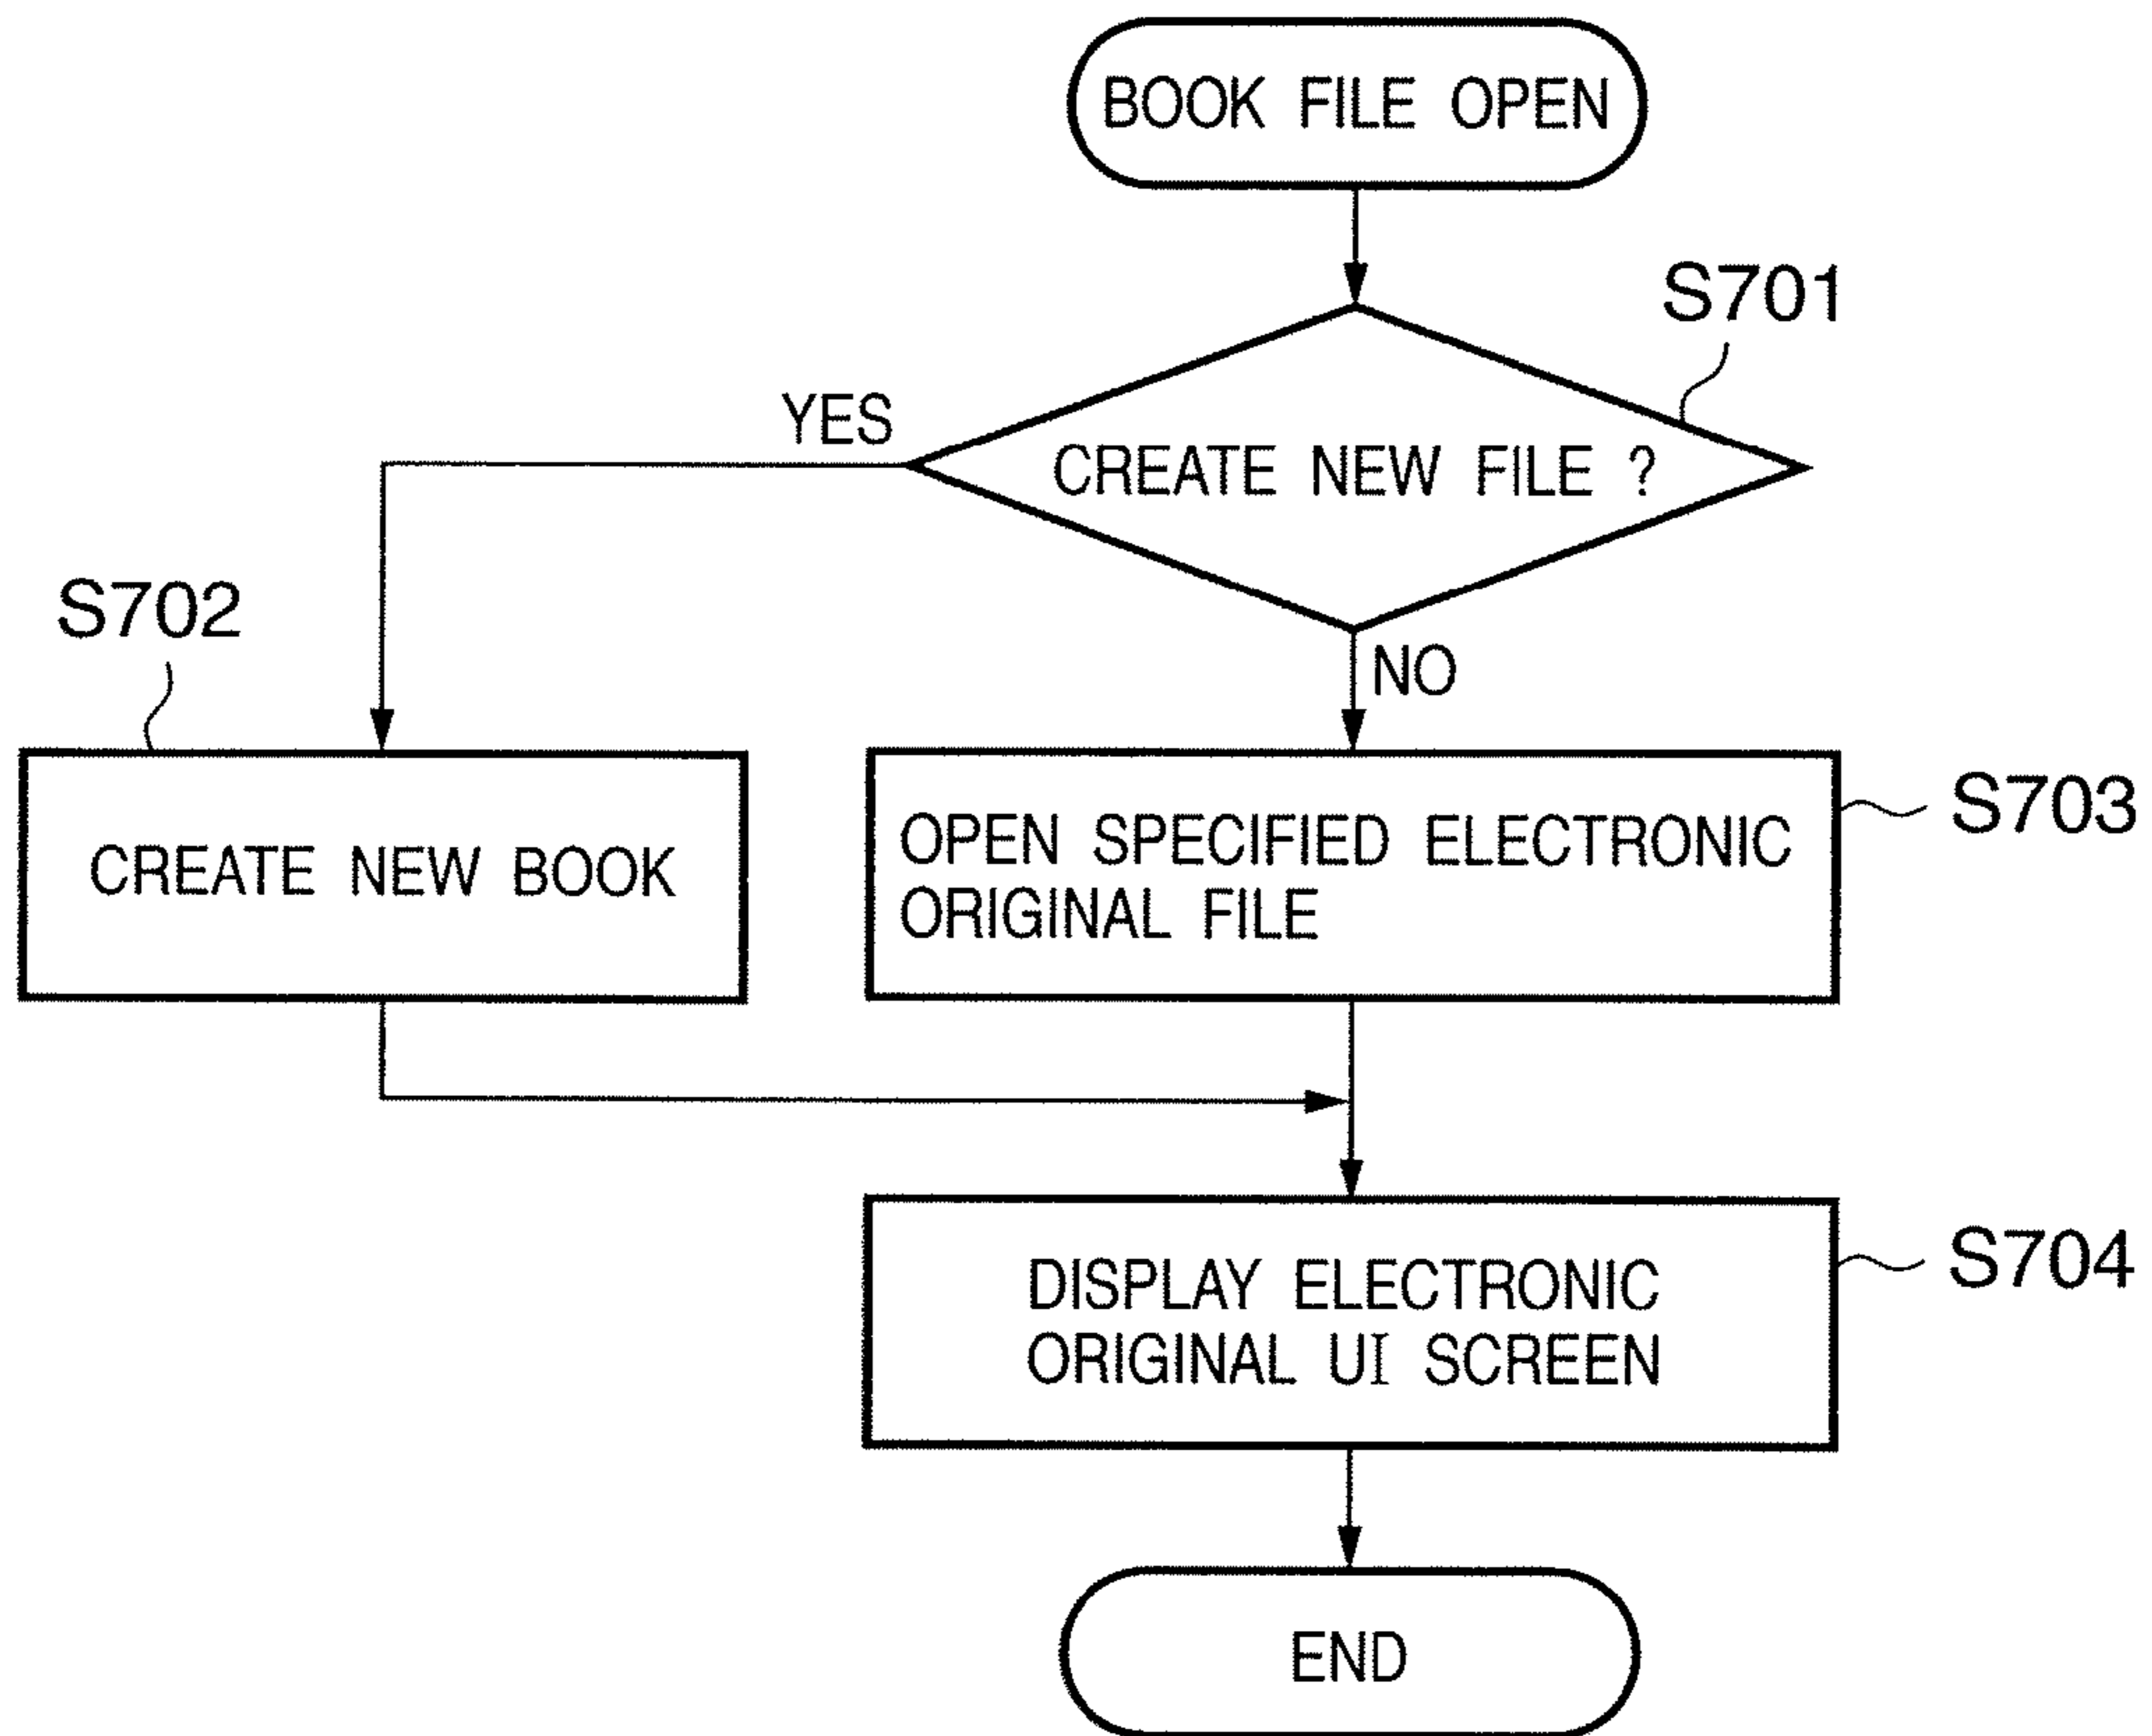 BOOK FILE OPEN
S701
YES
CREATE NEW FILE ?
S702
NO
CREATE NEW BOOK
OPEN SPECIFIED ELECTRONIC
ORIGINAL FILE
S703
DISPLAY ELECTRONIC
ORIGINAL UI SCREEN
S704
END